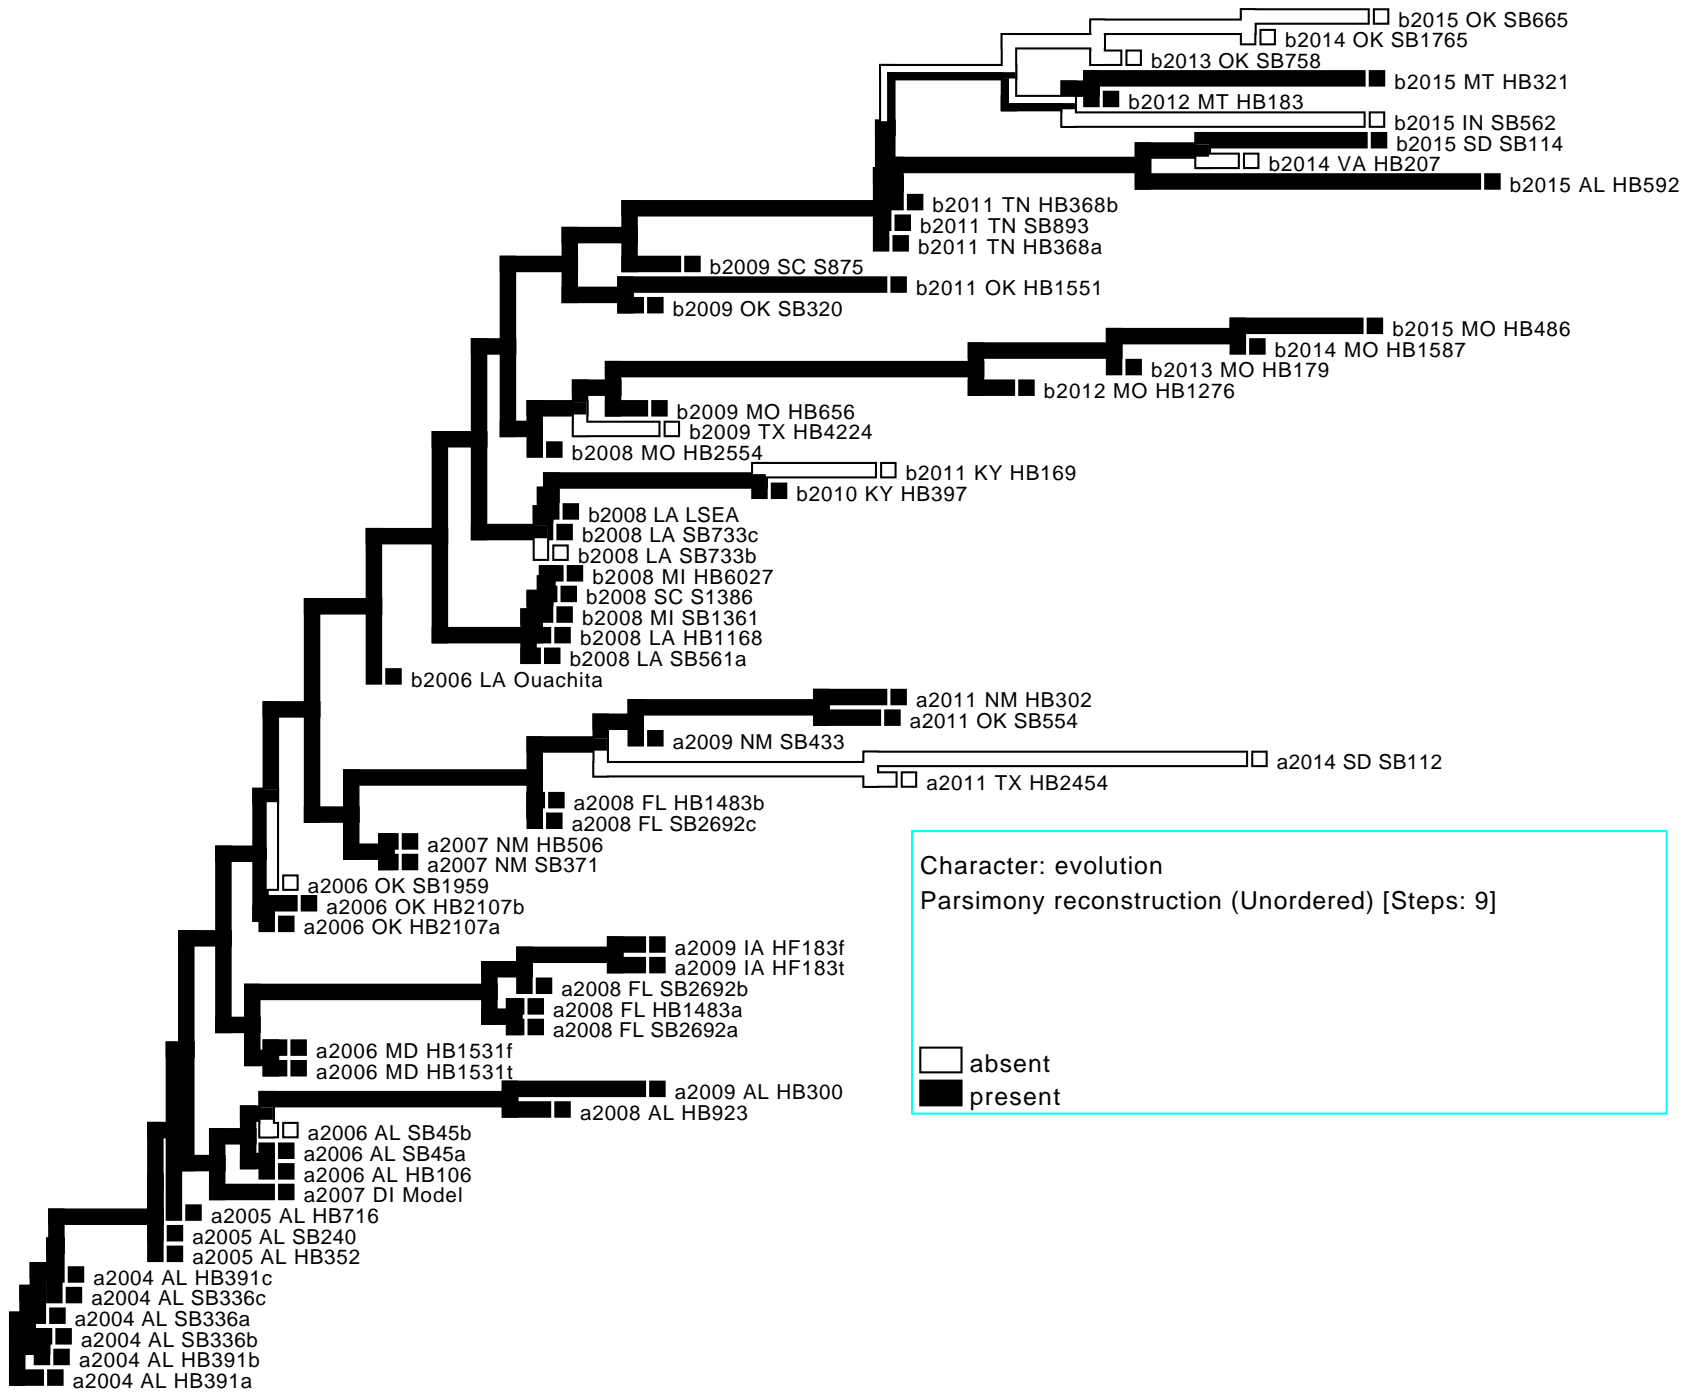 b2015 OK SB665
b2014 OK SB1765
b2013 OK SB758
b2015 MT HB321
b2012 MT HB183
b2015 IN SB562
b2015 SD SB114
b2014 VA HB207
b2015 AL HB592
b2011 TN HB368b
b2011 TN SB893
b2011 TN HB368a
b2009 SC S875
b2011 OK HB1551
b2009 OK SB320
b2015 MO HB486
b2014 MO HB1587
b2013 MO HB179
b2012 MO HB1276
b2009 MO HB656
b2009 TX HB4224
b2008 MO HB2554
b2011 KY HB169
b2010 KY HB397
b2008 LA LSEA
b2008 LA SB733c
b2008 LA SB733b
b2008 MI HB6027
b2008 SC S1386
b2008 MI SB1361
b2008 LA HB1168
b2008 LA SB561a
b2006 LA Ouachita
a2011 NM HB302
a2011 OK SB554
a2009 NM SB433
a2014 SD SB112
a2011 TX HB2454
a2008 FL HB1483b
a2008 FL SB2692c
a2007 NM HB506
a2007 NM SB371
a2006 OK SB1959
a2006 OK HB2107b
a2006 OK HB2107a
a2009 IA HF183f
a2009 IA HF183t
a2008 FL SB2692b
a2008 FL HB1483a
a2008 FL SB2692a
a2006 MD HB1531f
a2006 MD HB1531t
a2009 AL HB300
a2008 AL HB923
a2006 AL SB45b
a2006 AL SB45a
a2006 AL HB106
a2007 DI Model
a2005 AL HB716
a2005 AL SB240
a2005 AL HB352
a2004 AL HB391c
a2004 AL SB336c
a2004 AL SB336a
a2004 AL SB336b
a2004 AL HB391b
a2004 AL HB391a
Character: evolution
Parsimony reconstruction (Unordered) [Steps: 9]
absent
present